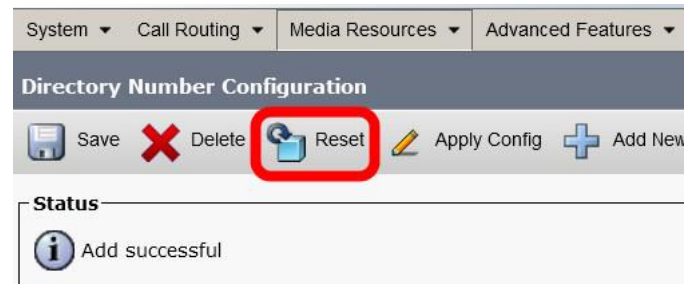 System Call Routing Media Resources Advanced Features
Directory Number Configuration
Save Delete Reset Apply Config Add New
Status
i Add successful